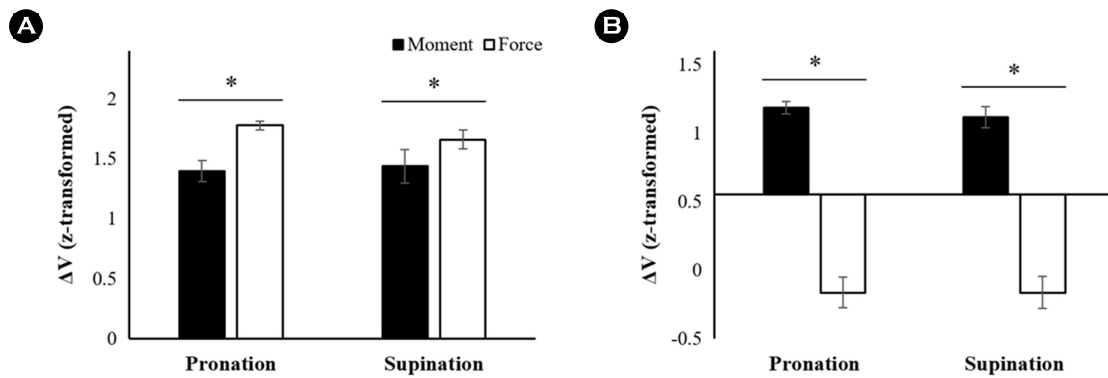 A
Moment Force
ΔV (z-transformed)
2
1.5
1
0.5
0
*
*
Pronation Supination
B
ΔV (z-transformed)
1.5
1
0.5
0
-0.5
*
*
Pronation Supination